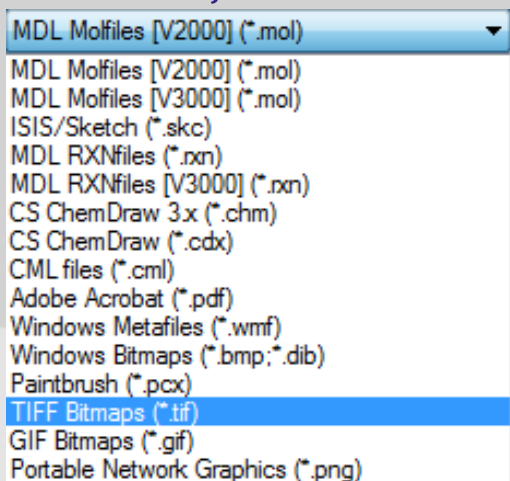 MDL Molfiles [V2000] (*.mol)
MDL Molfiles [V2000] (*.mol)
MDL Molfiles [V3000] (*.mol)
ISIS/Sketch (*.skc)
MDL RXNfiles (*.rxn)
MDL RXNfiles [V3000] (*.rxn)
CS ChemDraw 3.x (*.chm)
CS ChemDraw (*.cdx)
CML files (*.cml)
Adobe Acrobat (*.pdf)
Windows Metafiles (*.wmf)
Windows Bitmaps (*.bmp;*.dib)
Paintbrush (*.pcx)
TIFF Bitmaps (*.tif)
GIF Bitmaps (*.gif)
Portable Network Graphics (*.png)